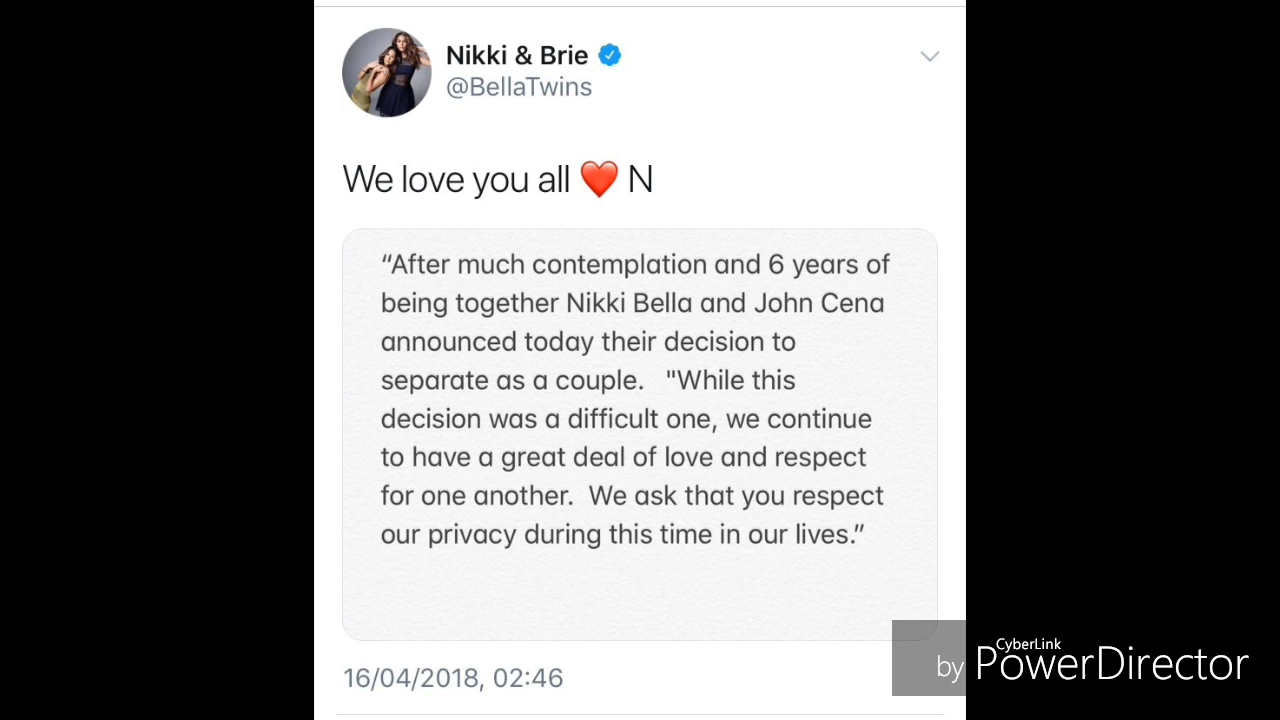 Nikki & Brie
@BellaTwins
We love you all ❤️ N
“After much contemplation and 6 years of
being together Nikki Bella and John Cena
announced today their decision to
separate as a couple.   "While this
decision was a difficult one, we continue
to have a great deal of love and respect
for one another.  We ask that you respect
our privacy during this time in our lives.”
16/04/2018, 02:46
CyberLink
by PowerDirector